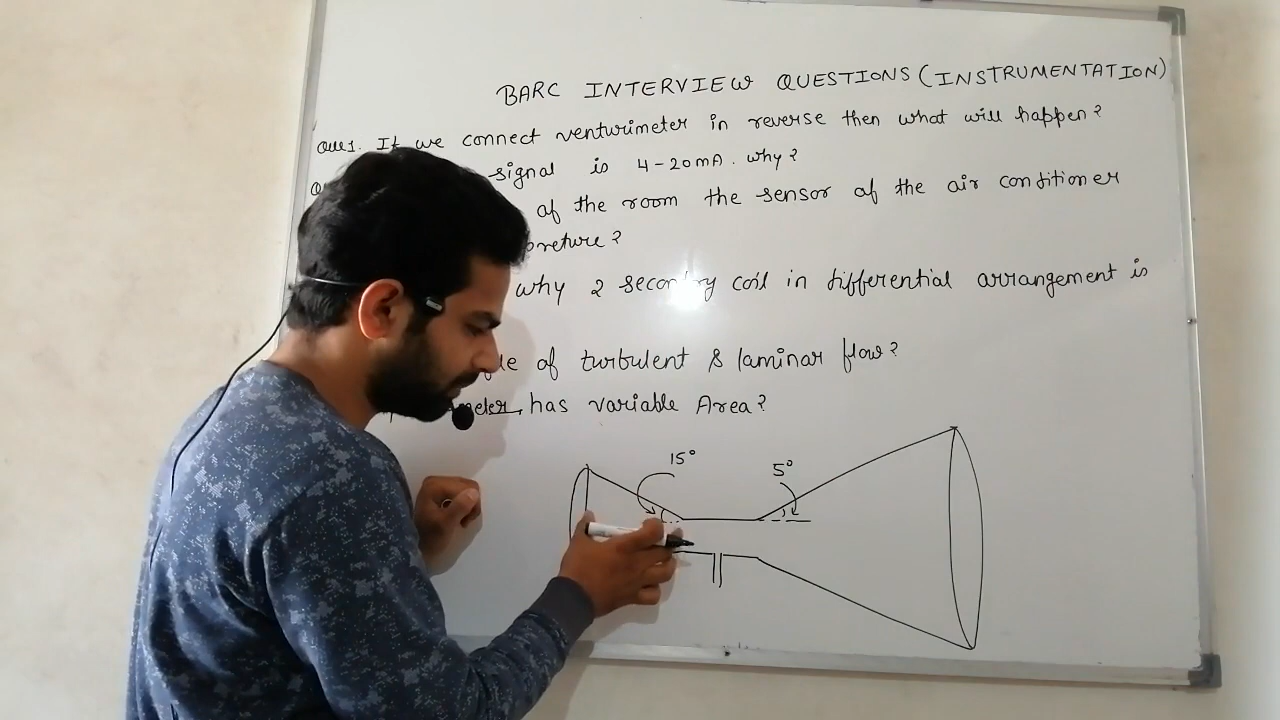 BARC INTERVIEW QUESTIONS (INSTRUMENTATION)
Ques1. If we connect venturimeter in reverse then what will happen?
signal is 4-20mA. why?
of the room the sensor of the air conditioner
why 2 secondry coil in differential arrangement is
of turbulent & laminar flow?
has variable Area?
15°
5°